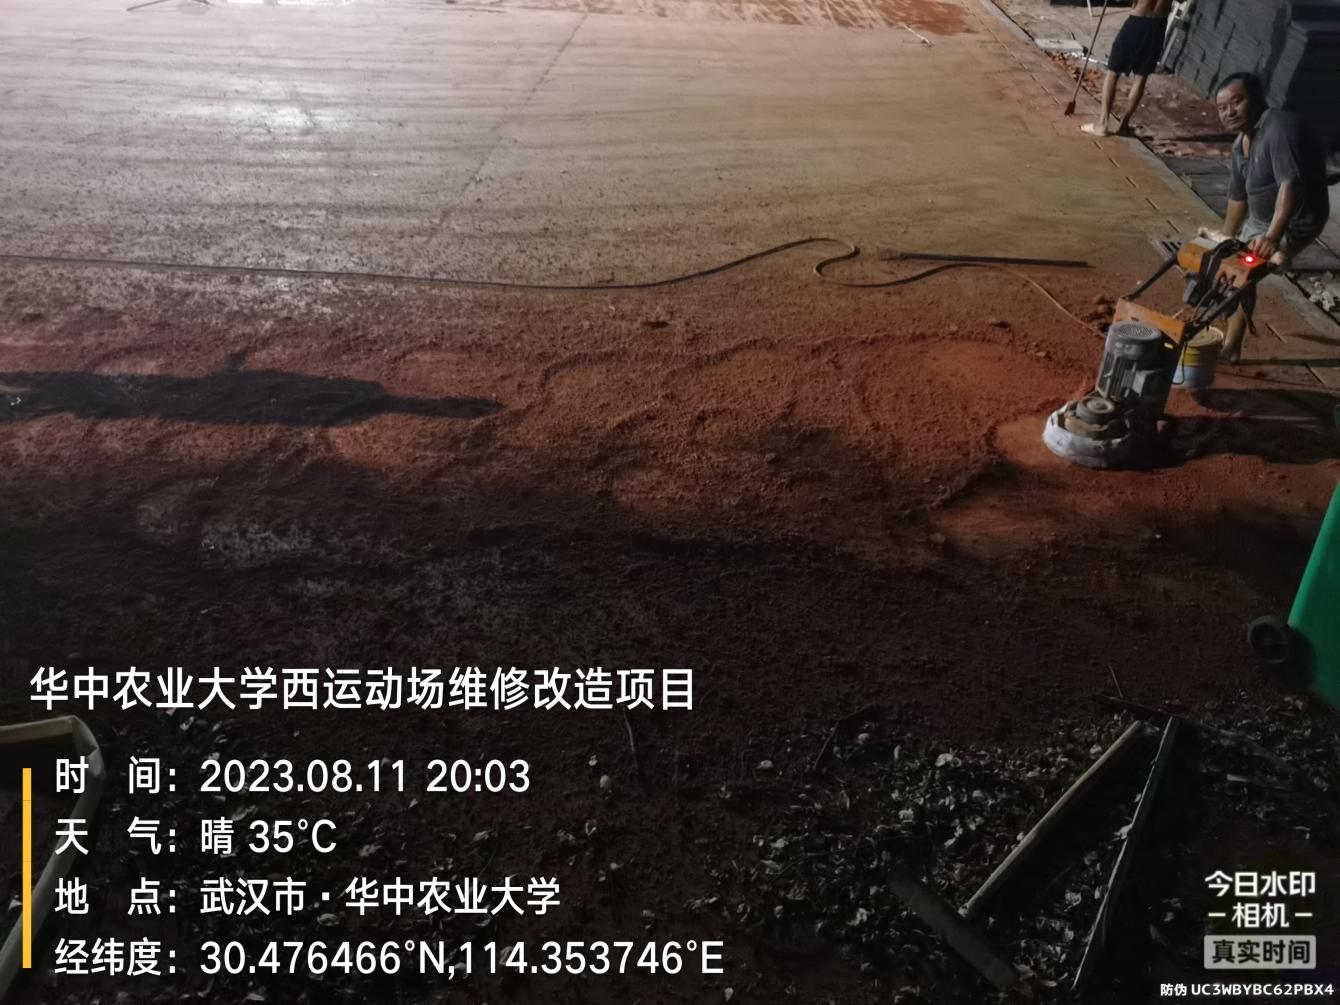 华中农业大学西运动场维修改造项目
时 间：2023.08.11 20:03
天 气：晴 35°C
地 点：武汉市·华中农业大学
经纬度：30.476466°N,114.353746°E
今日水印
-相机-
真实时间
防伪 UC3WBYBC62PBX4